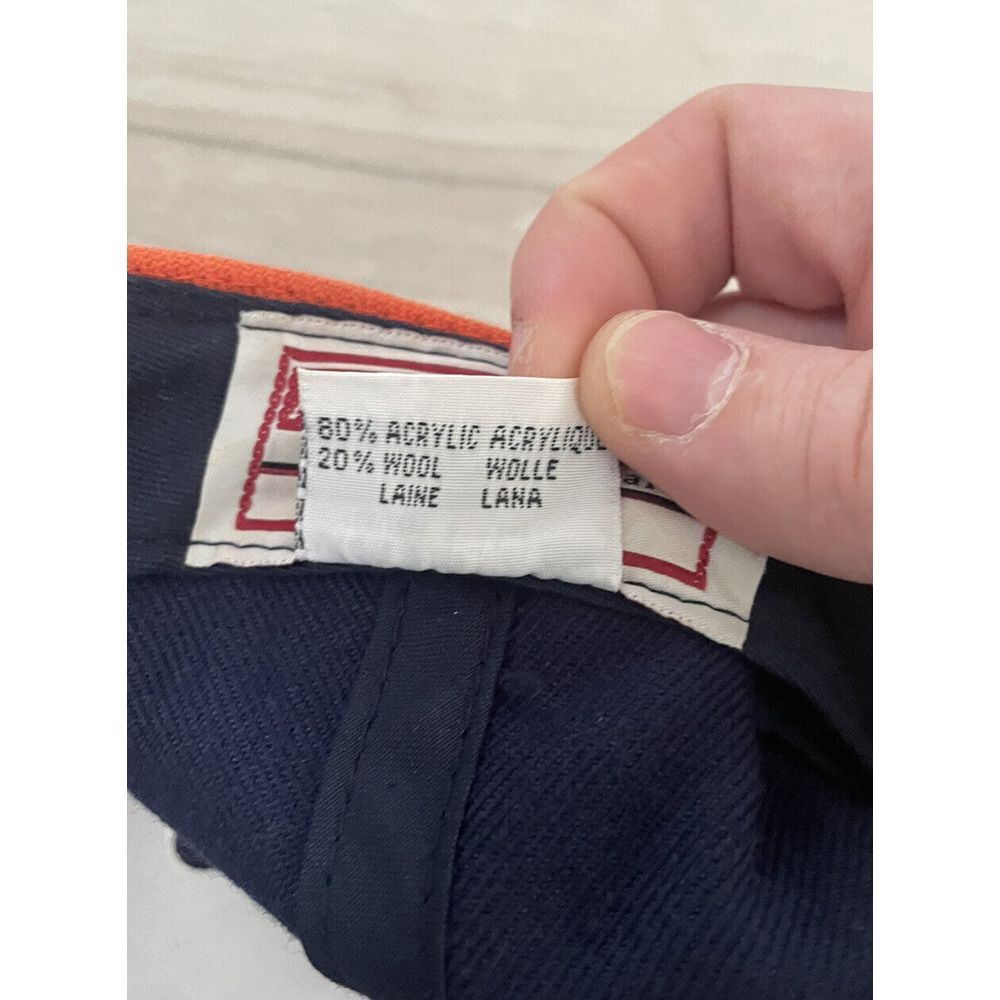 80% ACRYLIC ACRYLIQUE
20% WOOL WOLLE
LAINE LANA